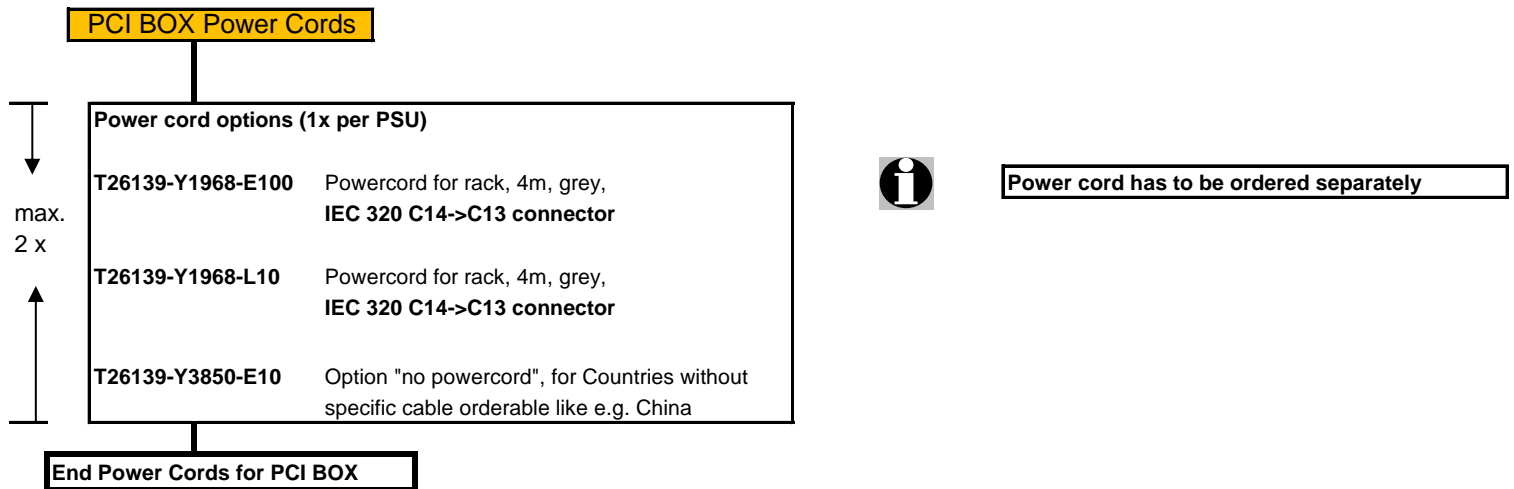 PCI BOX Power Cords
Power cord options (1x per PSU)
T26139-Y1968-E100 Powercord for rack, 4m, grey,
IEC 320 C14->C13 connector
Power cord has to be ordered separately
max.
2 x
T26139-Y1968-L10 Powercord for rack, 4m, grey,
IEC 320 C14->C13 connector
T26139-Y3850-E10 Option "no powercord", for Countries without
specific cable orderable like e.g. China
End Power Cords for PCI BOX